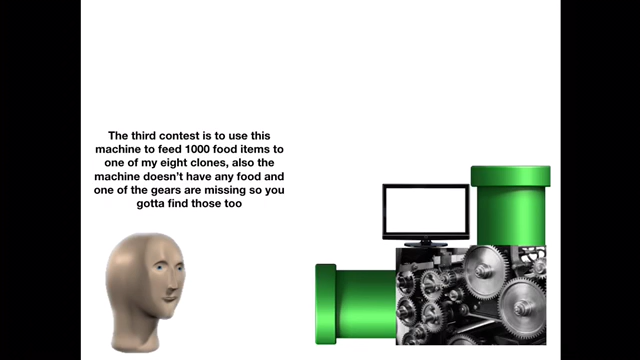 The third contest is to use this
machine to feed 1000 food items to
one of my eight clones, also the
machine doesn't have any food and
one of the gears are missing so you
gotta find those too